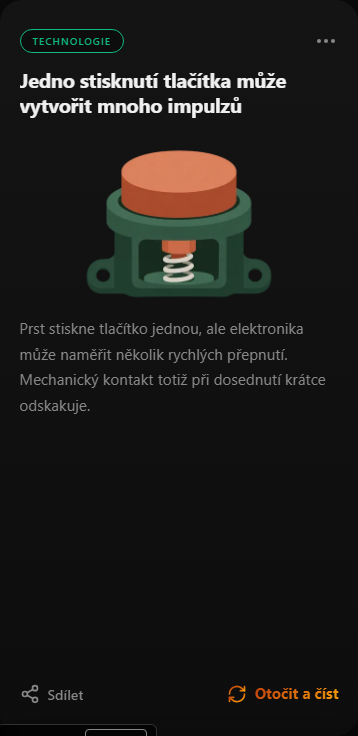 TECHNOLOGIE
Jedno stisknutí tlačítka může
vytvořit mnoho impulzů
Prst stiskne tlačítko jednou, ale elektronika
může naměřit několik rychlých přepnutí.
Mechanický kontakt totiž při dosednutí krátce
odskakuje.
Sdílet
Otočit a číst